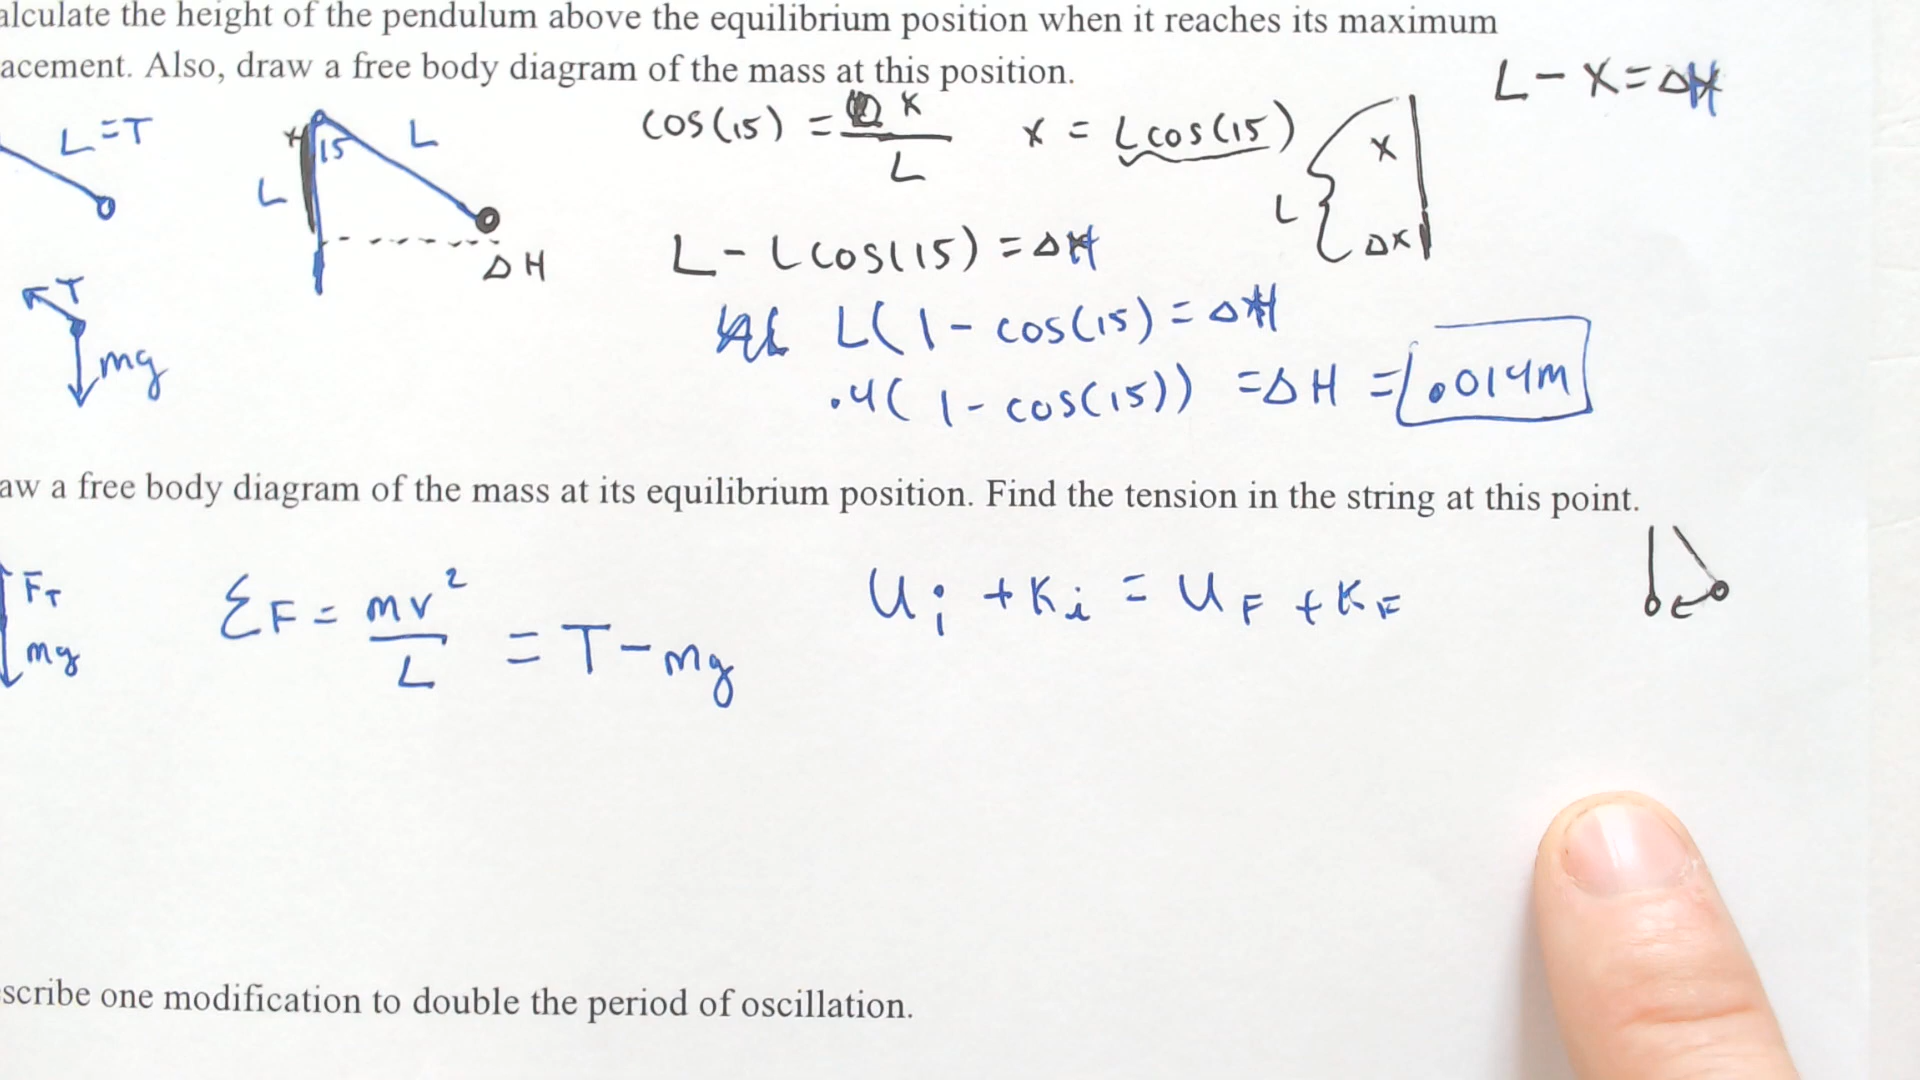 alculate the height of the pendulum above the equilibrium position when it reaches its maximum
acement. Also, draw a free body diagram of the mass at this position.
L - X = ΔH
L = T
15
L
L
ΔH
cos(15) = x / L
x = L cos(15)
x
L
Δx
L - L cos(15) = ΔH
T
mg
L(1 - cos(15) = ΔH
.4(1 - cos(15)) = ΔH = .014m
aw a free body diagram of the mass at its equilibrium position. Find the tension in the string at this point.
FT
mg
ΣF = mv² / L = T - mg
Ui + Ki = UF + KF
scribe one modification to double the period of oscillation.